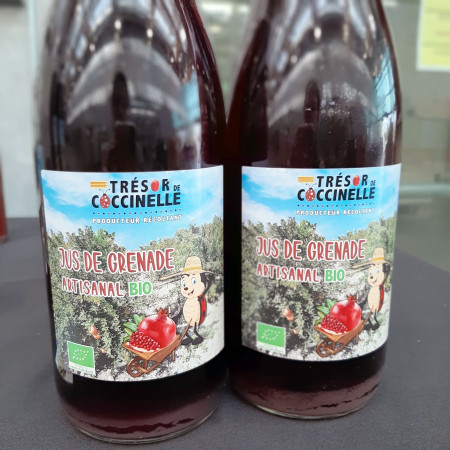 TRÉSOR DE
COCCINELLE
PRODUCTEUR RÉCOLTANT
JUS DE GRENADE
ARTISANAL BIO
TRÉSOR DE
COCCINELLE
PRODUCTEUR RÉCOLTANT
JUS DE GRENADE
ARTISANAL BIO